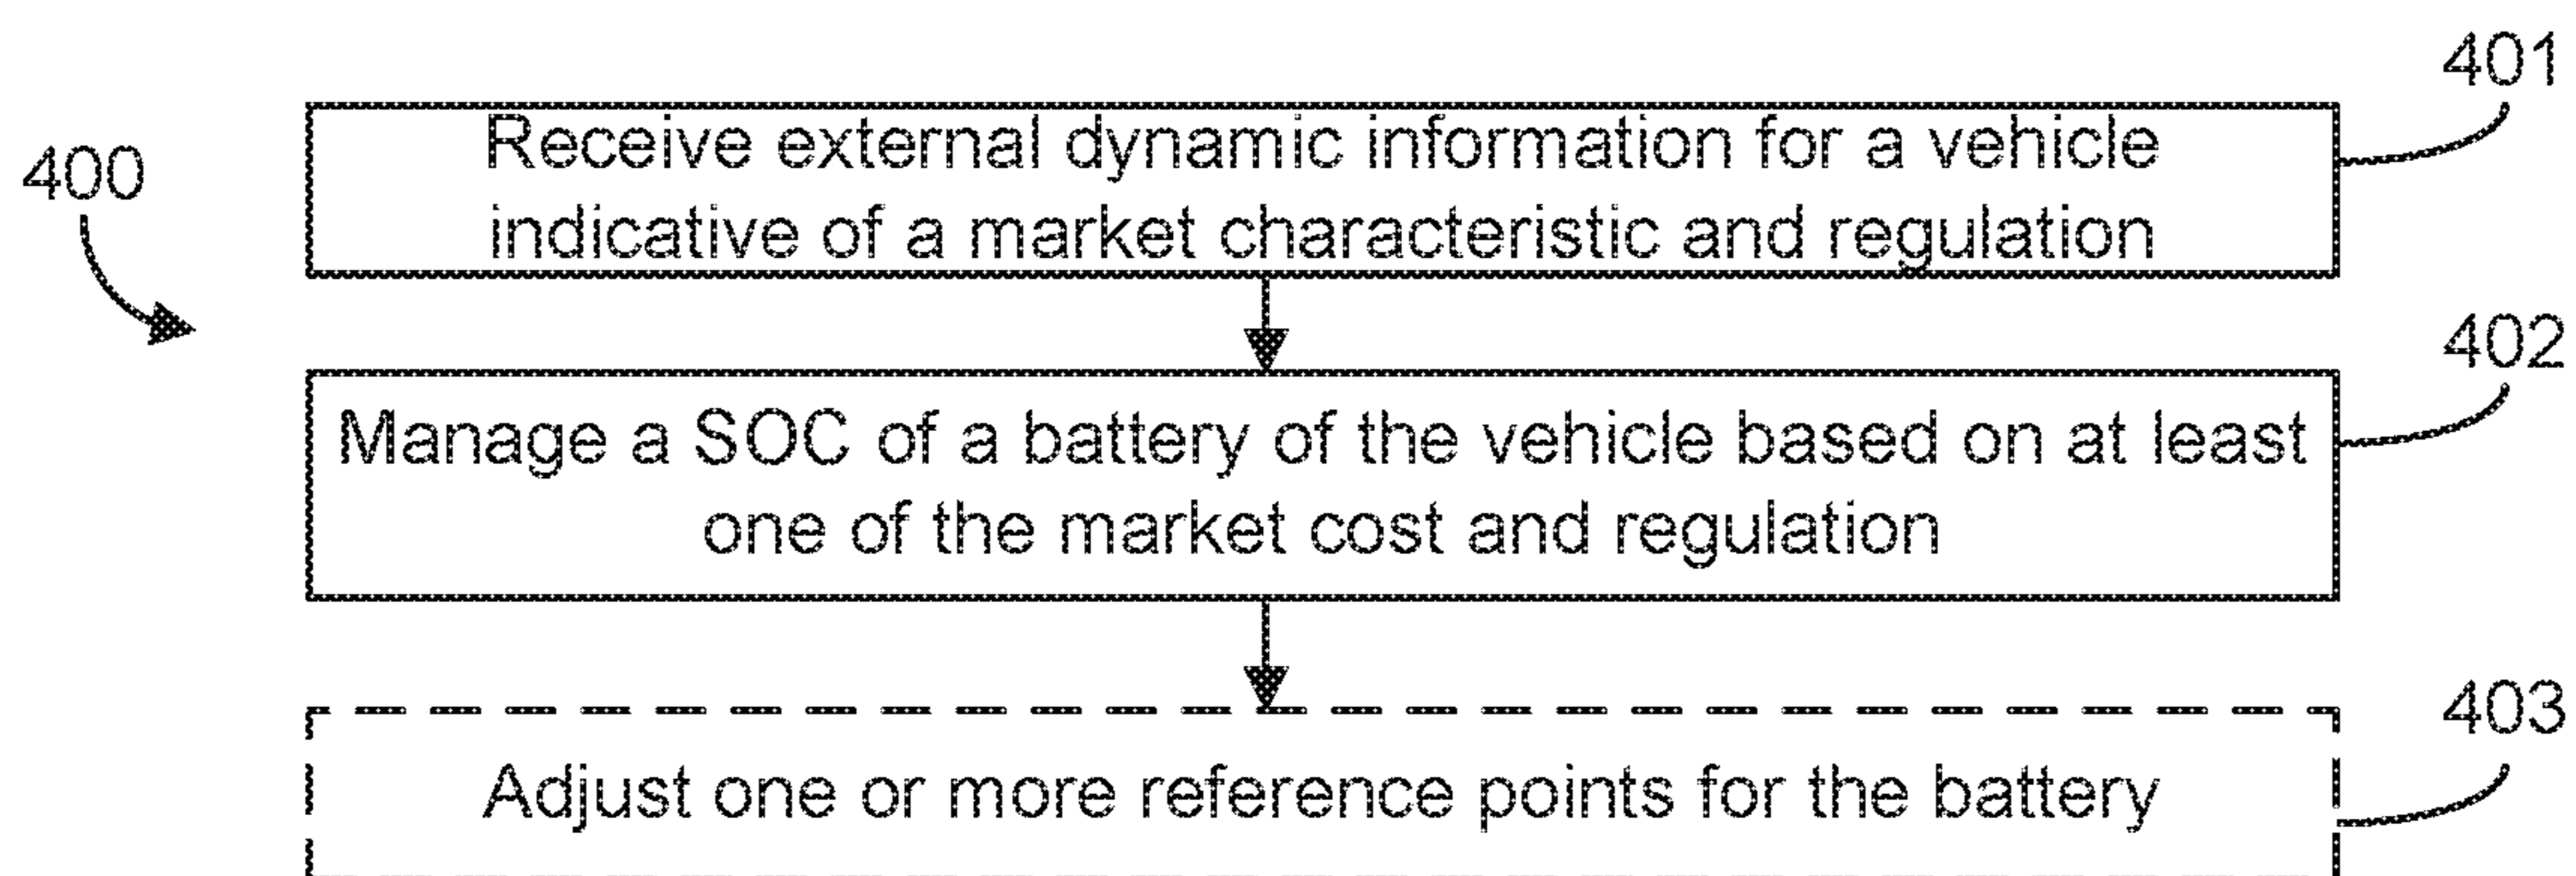 401
400
Receive external dynamic information for a vehicle
indicative of a market characteristic and regulation
402
Manage a SOC of a battery of the vehicle based on at least
one of the market cost and regulation
403
Adjust one or more reference points for the battery